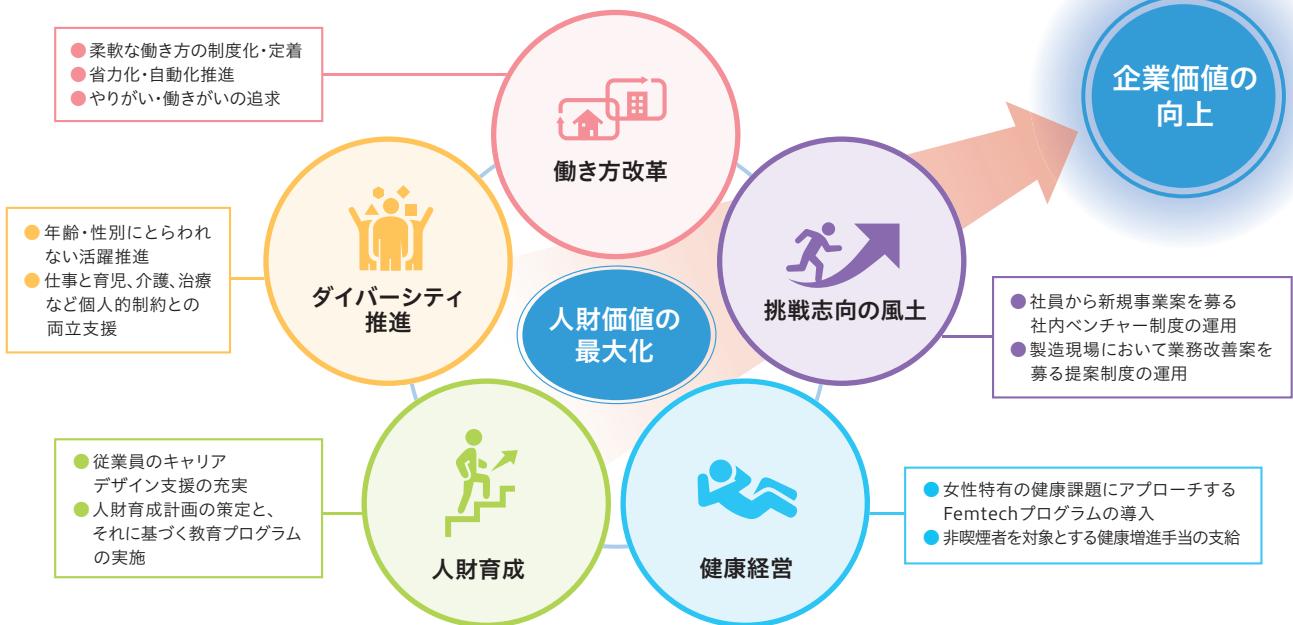 ●柔軟な働き方の制度化・定着
●省力化・自動化推進
●やりがい・働きがいの追求
働き方改革
企業価値の
向上
●年齢・性別にとらわれ
ない活躍推進
●仕事と育児、介護、治療
など個人的制約との
両立支援
ダイバーシティ
推進
人財価値の
最大化
挑戦志向の風土
●社員から新規事業案を募る
社内ベンチャー制度の運用
●製造現場において業務改善案を
募る提案制度の運用
●従業員のキャリア
デザイン支援の充実
●人財育成計画の策定と、
それに基づく教育プログラム
の実施
人財育成
健康経営
●女性特有の健康課題にアプローチする
Femtechプログラムの導入
●非喫煙者を対象とする健康増進手当の支給